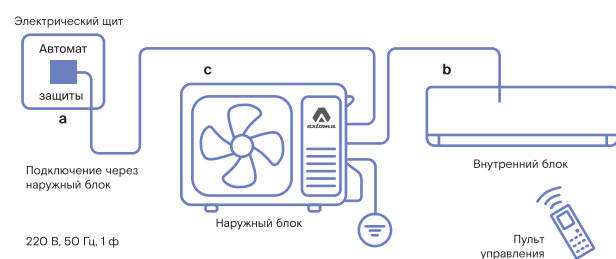 Электрический щит
Автомат
защиты
a
c
b
axioma
Подключение через
наружный блок
Внутренний блок
Наружный блок
220 В, 50 Гц, 1 ф
Пульт
управления